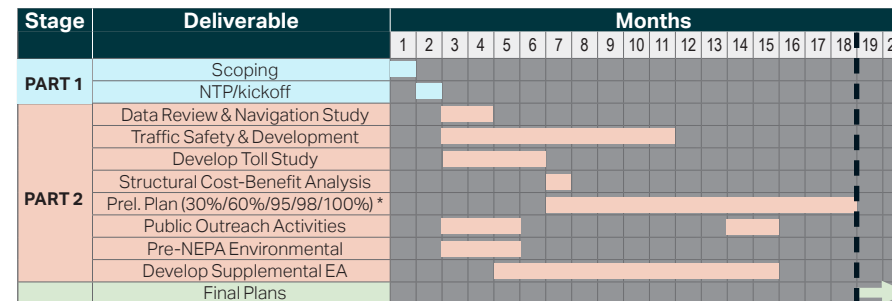 Stage Deliverable Months
1 2 3 4 5 6 7 8 9 10 11 12 13 14 15 16 17 18 19 2
PART 1
Scoping
NTP/kickoff
PART 2
Data Review & Navigation Study
Traffic Safety & Development
Develop Toll Study
Structural Cost-Benefit Analysis
Prel. Plan (30%/60%/95/98/100%) *
Public Outreach Activities
Pre-NEPA Environmental
Develop Supplemental EA
Final Plans